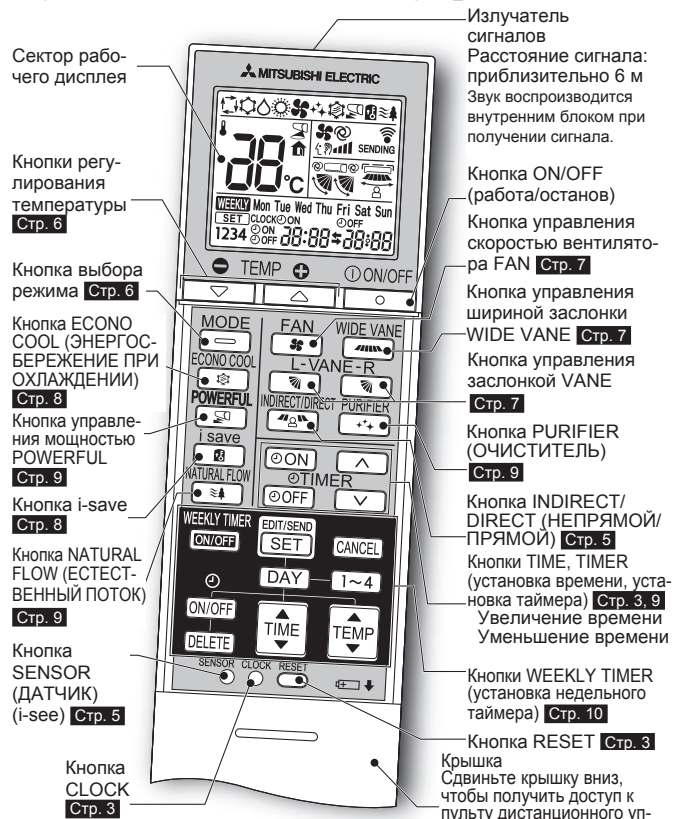 Сектор рабо-
чего дисплея
Кнопки регу-
лирования
температуры
Стр. 6
Кнопка выбора
режима Стр. 6
Кнопка ECONO
COOL (ЭНЕРГОС-
БЕРЕЖЕНИЕ ПРИ
ОХЛАЖДЕНИИ)
Стр. 8
Кнопка управле-
ния мощностью
POWERFUL
Стр. 9
Кнопка i-save
Стр. 8
Кнопка NATURAL
FLOW (ЕСТЕСТ-
ВЕННЫЙ ПОТОК)
Стр. 9
Кнопка
SENSOR
(ДАТЧИК)
(i-see) Стр. 5
Кнопка
CLOCK
Стр. 3
MITSUBISHI ELECTRIC
SENDING
88°C
WEEKLY Mon Tue Wed Thu Fri Sat Sun
SET CLOCK ON OFF
1234 ON OFF 88:88 88:88
TEMP ON/OFF
MODE FAN WIDE VANE
ECONO COOL L-VANE-R
POWERFUL INDIRECT/DIRECT PURIFIER
i save
ON
TIMER
NATURAL FLOW OFF
WEEKLY TIMER EDIT/SEND
ON/OFF SET CANCEL
DAY 1~4
ON/OFF TIME TEMP
DELETE
SENSOR CLOCK RESET
Излучатель
сигналов
Расстояние сигнала:
приблизительно 6 м
Звук воспроизводится
внутренним блоком при
получении сигнала.
Кнопка ON/OFF
(работа/останов)
Кнопка управления
скоростью вентилято-
ра FAN Стр. 7
Кнопка управления
шириной заслонки
WIDE VANE Стр. 7
Кнопка управления
заслонкой VANE
Стр. 7
Кнопка PURIFIER
(ОЧИСТИТЕЛЬ)
Стр. 9
Кнопка INDIRECT/
DIRECT (НЕПРЯМОЙ/
ПРЯМОЙ) Стр. 5
Кнопки TIME, TIMER
(установка времени, уста-
новка таймера) Стр. 3, 9
Увеличение времени
Уменьшение времени
Кнопки WEEKLY TIMER
(установка недельного
таймера) Стр. 10
Кнопка RESET Стр. 3
Крышка
Сдвиньте крышку вниз,
чтобы получить доступ к
пульту дистанционного уп-